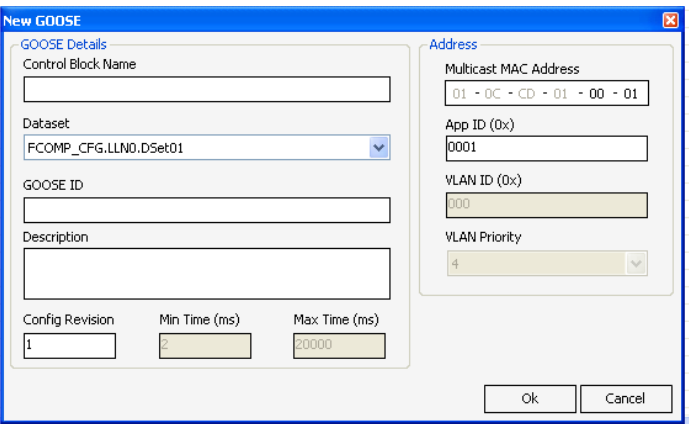 New GOOSE
GOOSE Details
Control Block Name
Dataset
FCOMP_CFG.LLN0.DSet01
GOOSE ID
Description
Config Revision Min Time (ms) Max Time (ms)
1 2 20000
Address
Multicast MAC Address
01 - 0C - CD - 01 - 00 - 01
App ID (0x)
0001
VLAN ID (0x)
000
VLAN Priority
4
Ok Cancel